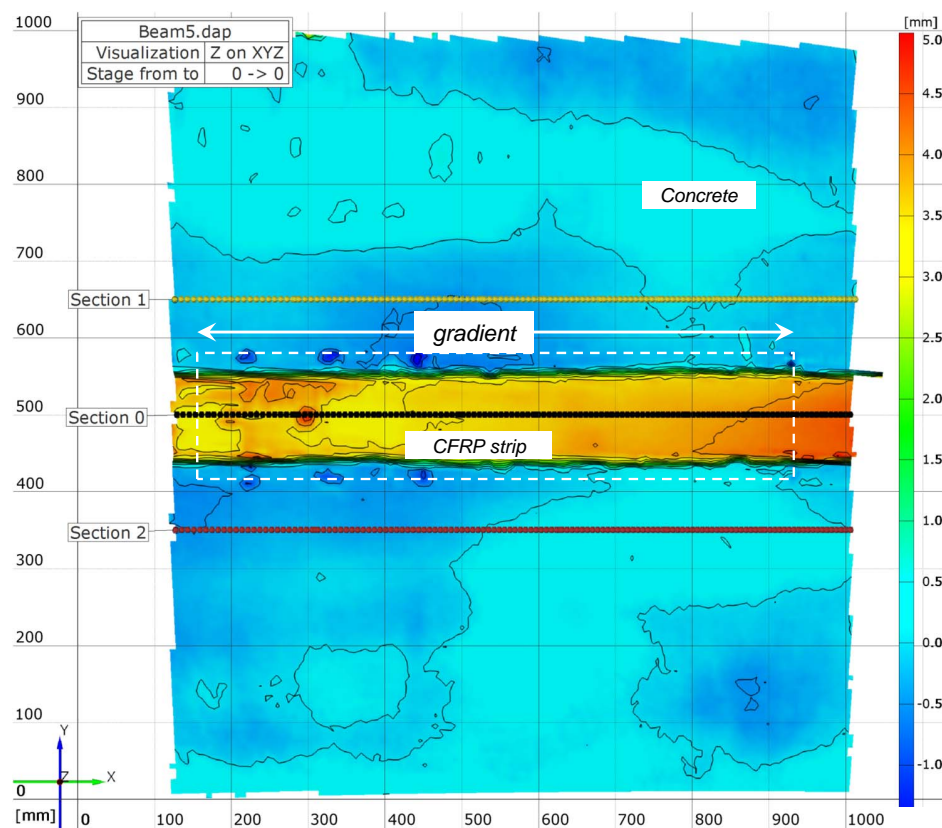 1000
[mm]
Beam5.dap
Visualization Z on XYZ
Stage from to 0 -> 0
5.0
4.5
900
4.0
Concrete
800
3.5
700
3.0
Section 1
2.5
600
gradient
2.0
500
Section 0
1.5
CFRP strip
1.0
400
Section 2
0.5
300
0.0
200
-0.5
100
Y
-1.0
Z X
0
[mm] 0 100 200 300 400 500 600 700 800 900 1000